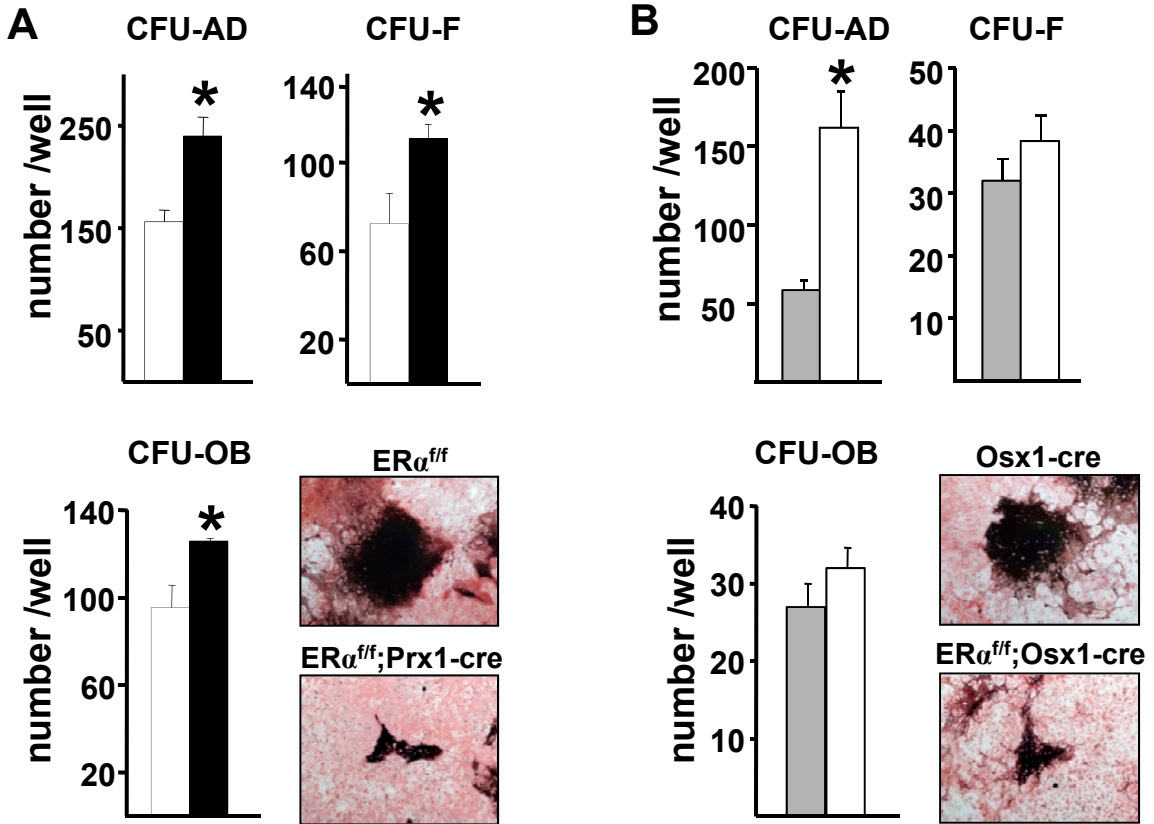 A
CFU-AD
number /well
250
150
50
*
CFU-F
140
100
60
20
*
CFU-OB
number /well
140
100
60
20
*
ERα^f/f
ERα^f/f;Prx1-cre
B
CFU-AD
number /well
200
150
100
50
*
CFU-F
50
40
30
20
10
CFU-OB
number /well
40
30
20
10
Osx1-cre
ERα^f/f;Osx1-cre